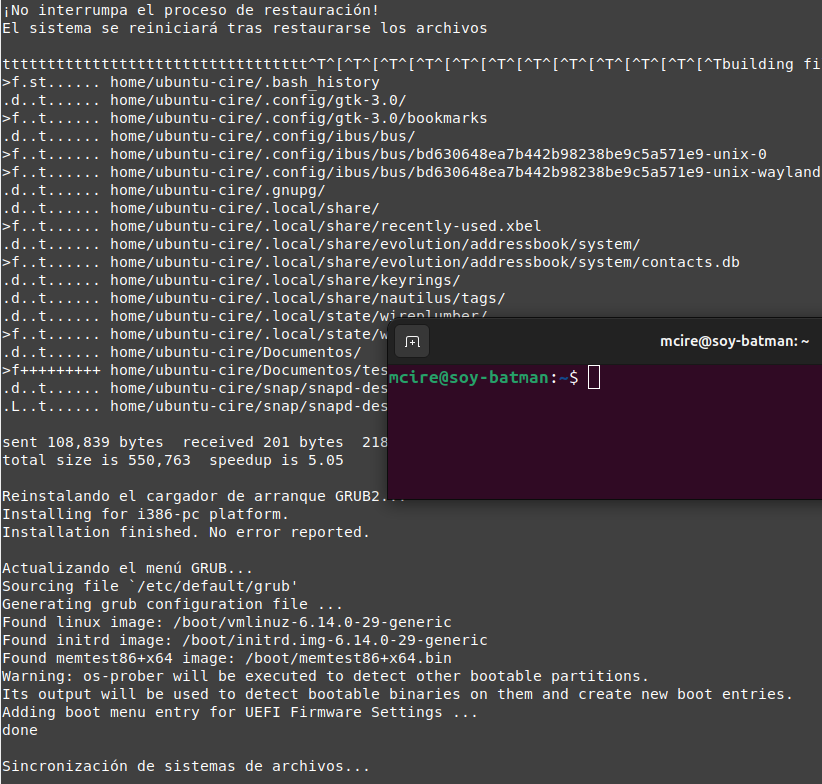 ¡No interrumpa el proceso de restauración!
El sistema se reiniciará tras restaurarse los archivos
tttttttttttttttttttttttttttttttttt^T^[^T^[^T^[^T^[^T^[^T^[^T^[^T^[^T^[^T^[^T^[^Tbuilding fi
>f.st...... home/ubuntu-cire/.bash_history
.d..t...... home/ubuntu-cire/.config/gtk-3.0/
>f..t...... home/ubuntu-cire/.config/gtk-3.0/bookmarks
.d..t...... home/ubuntu-cire/.config/ibus/bus/
>f..t...... home/ubuntu-cire/.config/ibus/bus/bd630648ea7b442b98238be9c5a571e9-unix-0
>f..t...... home/ubuntu-cire/.config/ibus/bus/bd630648ea7b442b98238be9c5a571e9-unix-wayland
.d..t...... home/ubuntu-cire/.gnupg/
.d..t...... home/ubuntu-cire/.local/share/
>f..t...... home/ubuntu-cire/.local/share/recently-used.xbel
.d..t...... home/ubuntu-cire/.local/share/evolution/addressbook/system/
>f..t...... home/ubuntu-cire/.local/share/evolution/addressbook/system/contacts.db
.d..t...... home/ubuntu-cire/.local/share/keyrings/
.d..t...... home/ubuntu-cire/.local/share/nautilus/tags/
.d..t...... home/ubuntu-cire/.local/state/wireplumber/
>f..t...... home/ubuntu-cire/.local/state/w
.d..t...... home/ubuntu-cire/Documentos/
>f+++++++++ home/ubuntu-cire/Documentos/tes
.d..t...... home/ubuntu-cire/snap/snapd-des
.L..t...... home/ubuntu-cire/snap/snapd-des
mcire@soy-batman: ~
mcire@soy-batman:~$
sent 108,839 bytes  received 201 bytes  218
total size is 550,763  speedup is 5.05
Reinstalando el cargador de arranque GRUB2...
Installing for i386-pc platform.
Installation finished. No error reported.
Actualizando el menú GRUB...
Sourcing file `/etc/default/grub'
Generating grub configuration file ...
Found linux image: /boot/vmlinuz-6.14.0-29-generic
Found initrd image: /boot/initrd.img-6.14.0-29-generic
Found memtest86+x64 image: /boot/memtest86+x64.bin
Warning: os-prober will be executed to detect other bootable partitions.
Its output will be used to detect bootable binaries on them and create new boot entries.
Adding boot menu entry for UEFI Firmware Settings ...
done
Sincronización de sistemas de archivos...